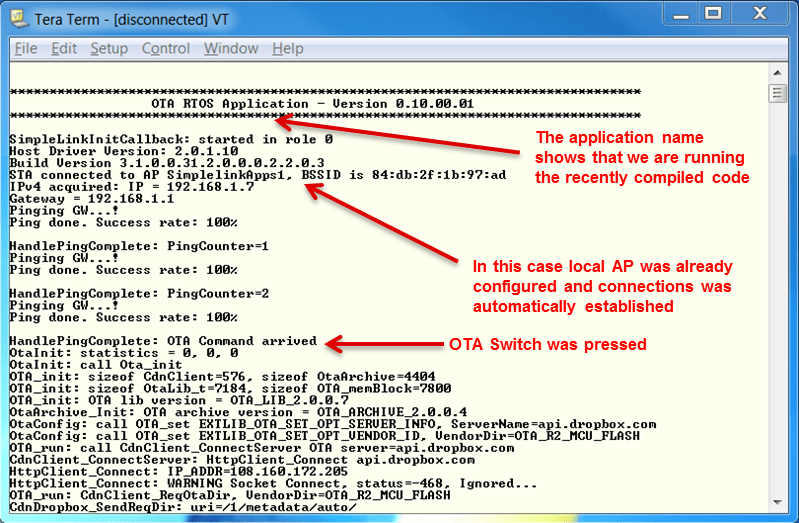 Tera Term - [disconnected] VT
File Edit Setup Control Window Help
****************************************************************************
OTA RTOS Application - Version 0.10.00.01
****************************************************************************
SimpleLinkInitCallback: started in role 0
Host Driver Version: 2.0.1.10
Build Version 3.1.0.0.31.2.0.0.0.2.2.0.3
STA connected to AP SimplelinkApps1, BSSID is 84:db:2f:1b:97:ad
IPv4 acquired: IP = 192.168.1.7
Gateway = 192.168.1.1
Pinging GW...!
Ping done. Success rate: 100%
HandlePingComplete: PingCounter=1
Pinging GW...!
Ping done. Success rate: 100%
HandlePingComplete: PingCounter=2
Pinging GW...!
Ping done. Success rate: 100%
HandlePingComplete: OTA Command arrived
OtaInit: statistics = 0, 0, 0
OtaInit: call Ota_init
OTA_init: sizeof CdnClient=576, sizeof OtaArchive=4404
OTA_init: sizeof OtaLib_t=7184, sizeof OTA_memBlock=7800
OTA_init: OTA lib version = OTA_LIB_2.0.0.7
OtaArchive_Init: OTA archive version = OTA_ARCHIVE_2.0.0.4
OtaConfig: call OTA_set EXTLIB_OTA_SET_OPT_SERVER_INFO, ServerName=api.dropbox.com
OtaConfig: call OTA_set EXTLIB_OTA_SET_OPT_VENDOR_ID, VendorDir=OTA_R2_MCU_FLASH
OTA_run: call CdnClient_ConnectServer OTA server=api.dropbox.com
CdnClient_ConnectServer: HttpClient_Connect api.dropbox.com
HttpClient_Connect: IP_ADDR=108.160.172.205
HttpClient_Connect: WARNING Socket Connect, status=-468, Ignored...
OTA_run: CdnClient_ReqOtaDir, VendorDir=OTA_R2_MCU_FLASH
CdnDropbox_SendReqDir: uri=/1/metadata/auto/
The application name
shows that we are running
the recently compiled code
In this case local AP was already
configured and connections was
automatically established
OTA Switch was pressed